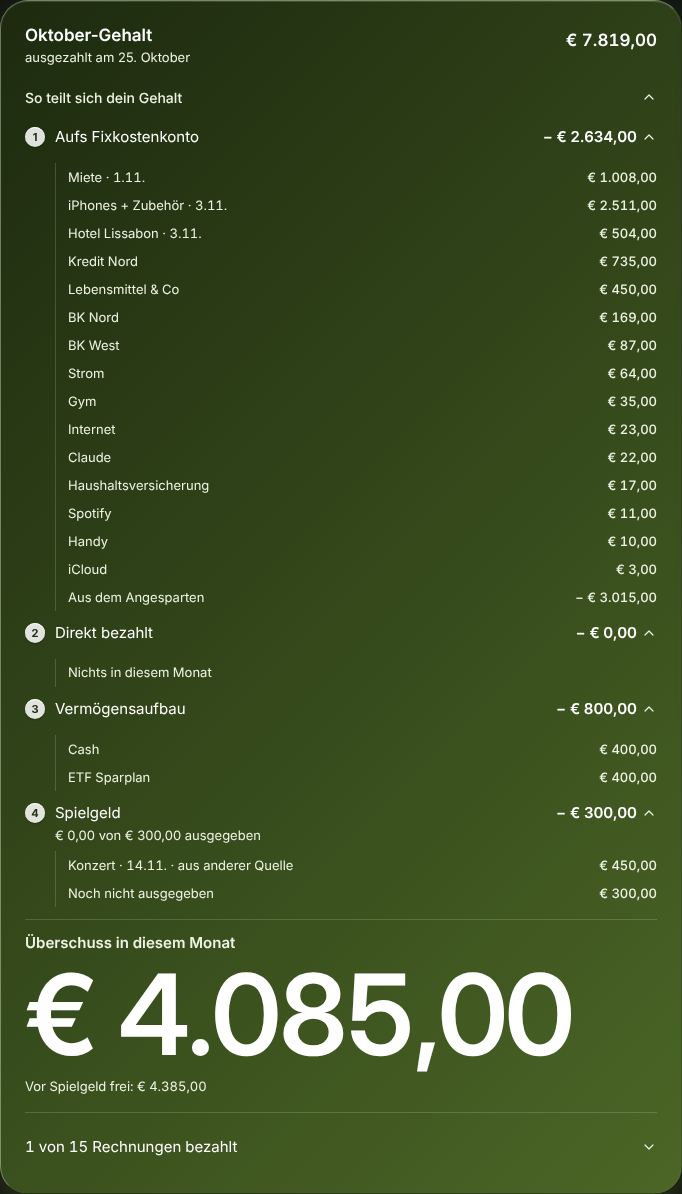 Oktober-Gehalt
€ 7.819,00
ausgezahlt am 25. Oktober
So teilt sich dein Gehalt
1 Aufs Fixkostenkonto – € 2.634,00
Miete · 1.11. € 1.008,00
iPhones + Zubehör · 3.11. € 2.511,00
Hotel Lissabon · 3.11. € 504,00
Kredit Nord € 735,00
Lebensmittel & Co € 450,00
BK Nord € 169,00
BK West € 87,00
Strom € 64,00
Gym € 35,00
Internet € 23,00
Claude € 22,00
Haushaltsversicherung € 17,00
Spotify € 11,00
Handy € 10,00
iCloud € 3,00
Aus dem Angesparten – € 3.015,00
2 Direkt bezahlt – € 0,00
Nichts in diesem Monat
3 Vermögensaufbau – € 800,00
Cash € 400,00
ETF Sparplan € 400,00
4 Spielgeld – € 300,00
€ 0,00 von € 300,00 ausgegeben
Konzert · 14.11. · aus anderer Quelle € 450,00
Noch nicht ausgegeben € 300,00
Überschuss in diesem Monat
€ 4.085,00
Vor Spielgeld frei: € 4.385,00
1 von 15 Rechnungen bezahlt